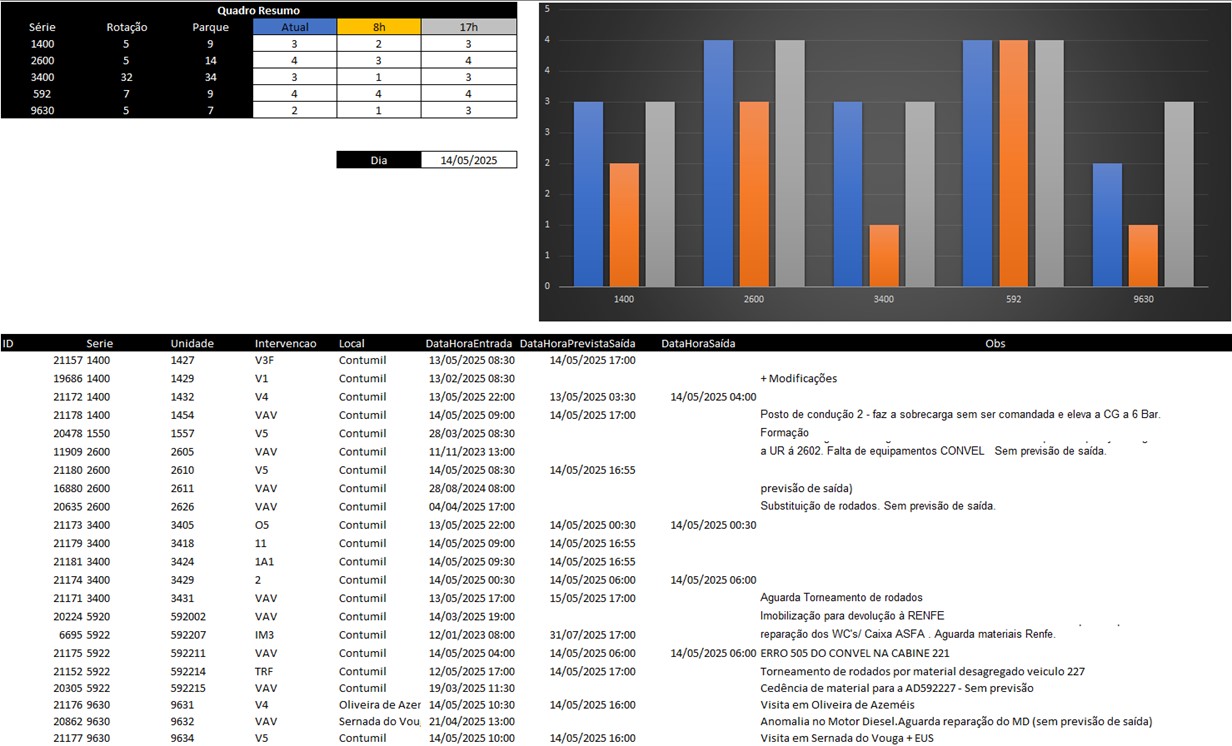 Quadro Resumo
Série Rotação Parque Atual 8h 17h
1400 5 9 3 2 3
2600 5 14 4 3 4
3400 32 34 3 1 3
592 7 9 4 4 4
9630 5 7 2 1 3
Dia 14/05/2025
5
4
4
3
3
2
2
1
1
0
1400 2600 3400 592 9630
ID Serie Unidade Intervencao Local DataHoraEntrada DataHoraPrevistaSaída DataHoraSaída Obs
21157 1400 1427 V3F Contumil 13/05/2025 08:30 14/05/2025 17:00
19686 1400 1429 V1 Contumil 13/02/2025 08:30 + Modificações
21172 1400 1432 V4 Contumil 13/05/2025 22:00 13/05/2025 03:30 14/05/2025 04:00
21178 1400 1454 VAV Contumil 14/05/2025 09:00 14/05/2025 17:00 Posto de condução 2 - faz a sobrecarga sem ser comandada e eleva a CG a 6 Bar.
20478 1550 1557 V5 Contumil 28/03/2025 08:30 Formação
11909 2600 2605 VAV Contumil 11/11/2023 13:00 a UR á 2602. Falta de equipamentos CONVEL Sem previsão de saída.
21180 2600 2610 V5 Contumil 14/05/2025 08:30 14/05/2025 16:55
16880 2600 2611 VAV Contumil 28/08/2024 08:00 previsão de saída)
20635 2600 2626 VAV Contumil 04/04/2025 17:00 Substituição de rodados. Sem previsão de saída.
21173 3400 3405 O5 Contumil 13/05/2025 22:00 14/05/2025 00:30 14/05/2025 00:30
21179 3400 3418 11 Contumil 14/05/2025 09:00 14/05/2025 16:55
21181 3400 3424 1A1 Contumil 14/05/2025 09:30 14/05/2025 16:55
21174 3400 3429 2 Contumil 14/05/2025 00:30 14/05/2025 06:00 14/05/2025 06:00
21171 3400 3431 VAV Contumil 13/05/2025 17:00 15/05/2025 17:00 Aguarda Torneamento de rodados
20224 5920 592002 VAV Contumil 14/03/2025 19:00 Imobilização para devolução à RENFE
6695 5922 592207 IM3 Contumil 12/01/2023 08:00 31/07/2025 17:00 reparação dos WC's/ Caixa ASFA . Aguarda materiais Renfe.
21175 5922 592211 VAV Contumil 14/05/2025 04:00 14/05/2025 06:00 14/05/2025 06:00 ERRO 505 DO CONVEL NA CABINE 221
21152 5922 592214 TRF Contumil 12/05/2025 17:00 14/05/2025 17:00 Torneamento de rodados por material desagregado veiculo 227
20305 5922 592215 VAV Contumil 19/03/2025 11:30 Cedência de material para a AD592227 - Sem previsão
21176 9630 9631 V4 Oliveira de Azer 14/05/2025 10:30 14/05/2025 16:00 Visita em Oliveira de Azeméis
20862 9630 9632 VAV Sernada do Vou 21/04/2025 13:00 Anomalia no Motor Diesel.Aguarda reparação do MD (sem previsão de saída)
21177 9630 9634 V5 Contumil 14/05/2025 10:00 14/05/2025 16:00 Visita em Sernada do Vouga + EUS